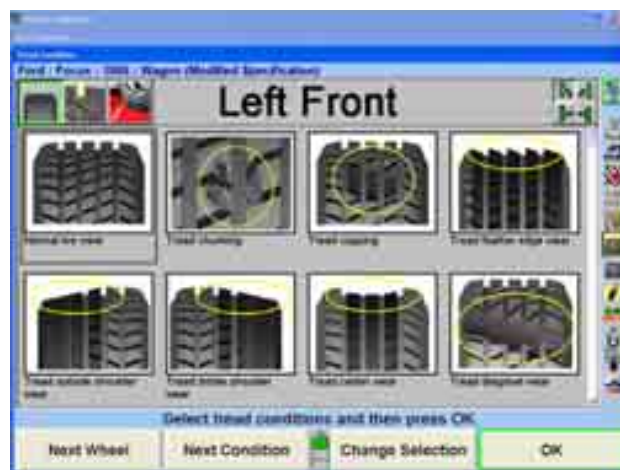 Ford : Focus : 2000 : Wagon (Modified Specification)
Left Front
Normal tire wear
Tread chunking
Tread cupping
Tread feather edge wear
Tread outside shoulder
wear
Tread inside shoulder
wear
Tread center wear
Tread diagonal wear
Select tread conditions and then press OK
Next Wheel
Next Condition
Change Selection
OK